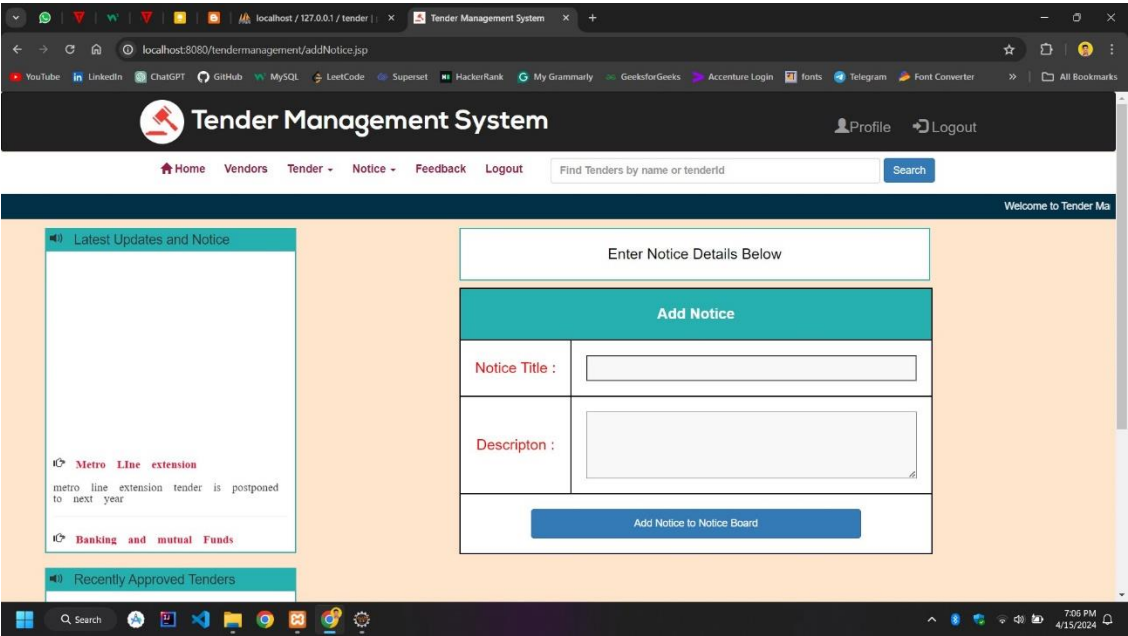 localhost / 127.0.0.1 / tender |
Tender Management System
localhost:8080/tendermanagement/addNotice.jsp
YouTube LinkedIn ChatGPT GitHub MySQL LeetCode Superset HackerRank My Grammarly GeeksforGeeks Accenture Login fonts Telegram Font Converter » All Bookmarks
Tender Management System
Profile Logout
Home Vendors Tender Notice Feedback Logout Find Tenders by name or tenderId Search
Welcome to Tender Ma
Latest Updates and Notice
Enter Notice Details Below
Add Notice
Notice Title :
Descripton :
Metro LIne extension
metro line extension tender is postponed
to next year
Add Notice to Notice Board
Banking and mutual Funds
Recently Approved Tenders
Search
7:06 PM
4/15/2024